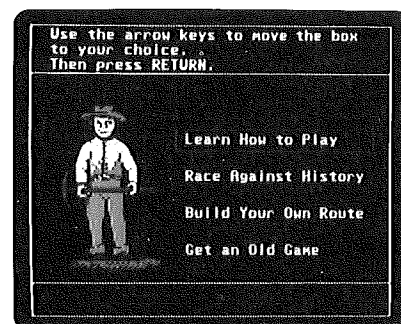 Use the arrow keys to move the box
to your choice.
Then press RETURN.
Learn How to Play
Race Against History
Build Your Own Route
Get an Old Game